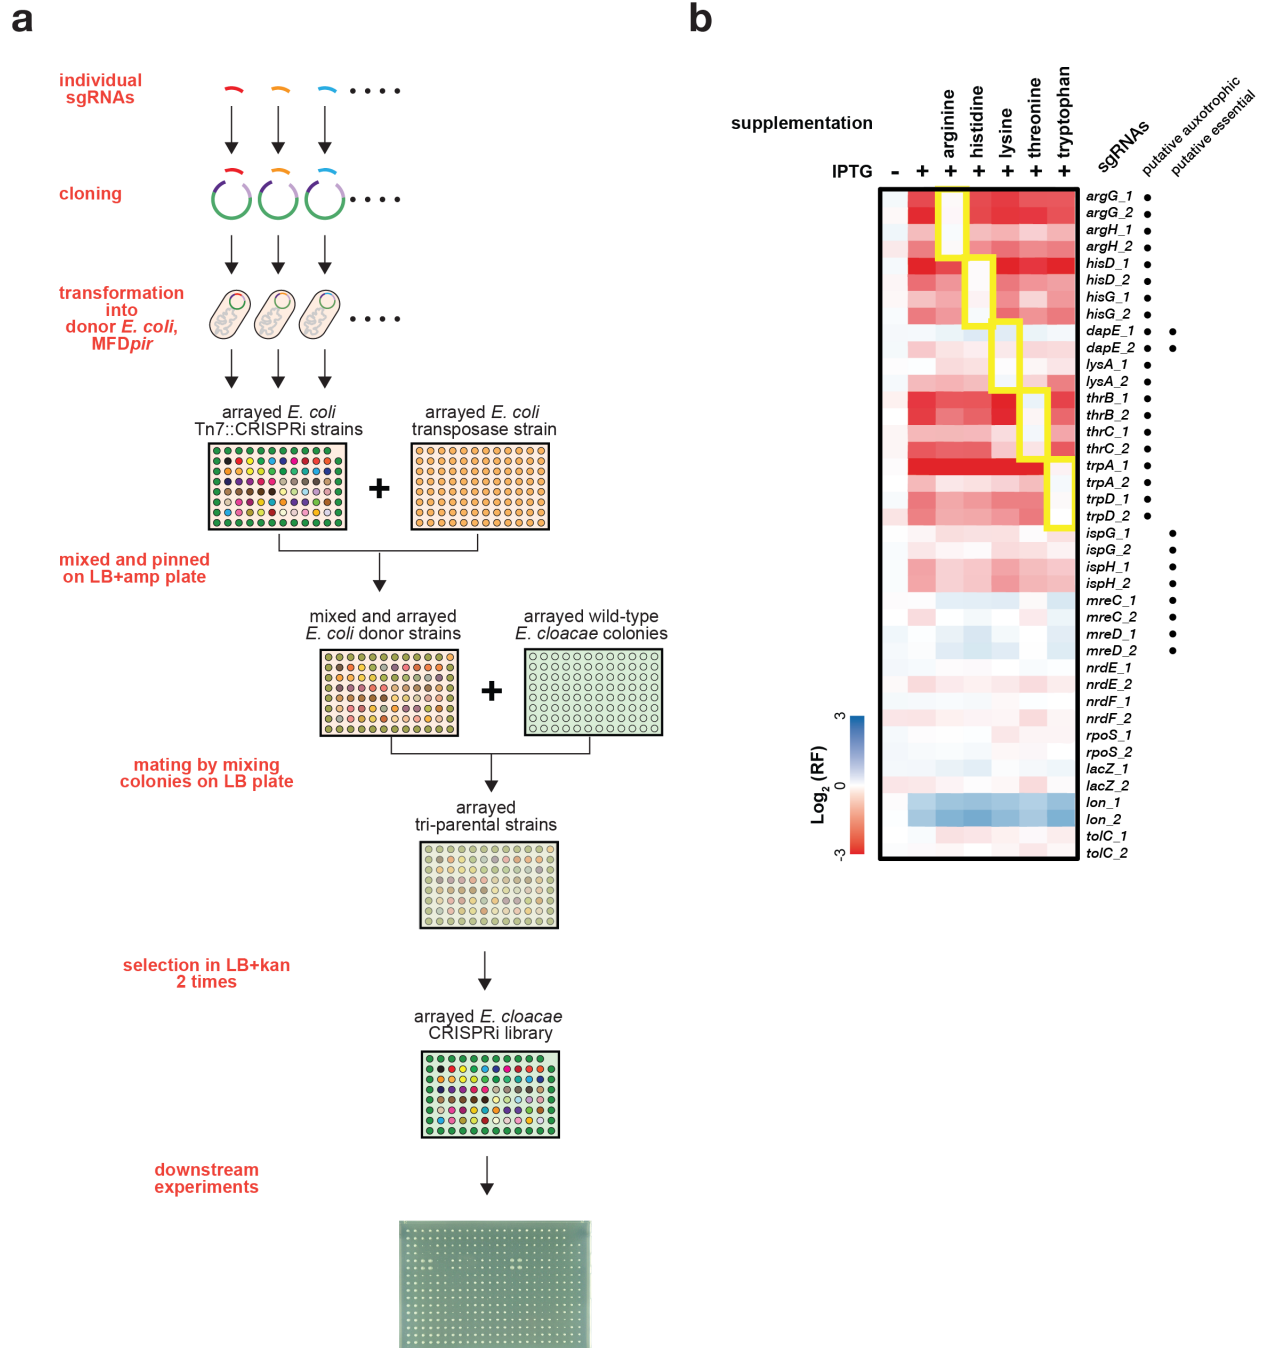 a
individual
sgRNAs
cloning
transformation
into
donor E. coli,
MFDpir
arrayed E. coli
Tn7::CRISPRi strains
arrayed E. coli
transposase strain
+
mixed and pinned
on LB+amp plate
mixed and arrayed
E. coli donor strains
arrayed wild-type
E. cloacae colonies
+
mating by mixing
colonies on LB plate
arrayed
tri-parental strains
selection in LB+kan
2 times
arrayed E. cloacae
CRISPRi library
downstream
experiments
b
supplementation
arginine
histidine
lysine
threonine
tryptophan
sgRNAs
putative auxotrophic
putative essential
IPTG - + + + + + +
argG_1
argG_2
argH_1
argH_2
hisD_1
hisD_2
hisG_1
hisG_2
dapE_1
dapE_2
lysA_1
lysA_2
thrB_1
thrB_2
thrC_1
thrC_2
trpA_1
trpA_2
trpD_1
trpD_2
ispG_1
ispG_2
ispH_1
ispH_2
mreC_1
mreC_2
mreD_1
mreD_2
nrdE_1
nrdE_2
nrdF_1
nrdF_2
rpoS_1
rpoS_2
lacZ_1
lacZ_2
lon_1
lon_2
tolC_1
tolC_2
Log2 (RF)
3
0
-3